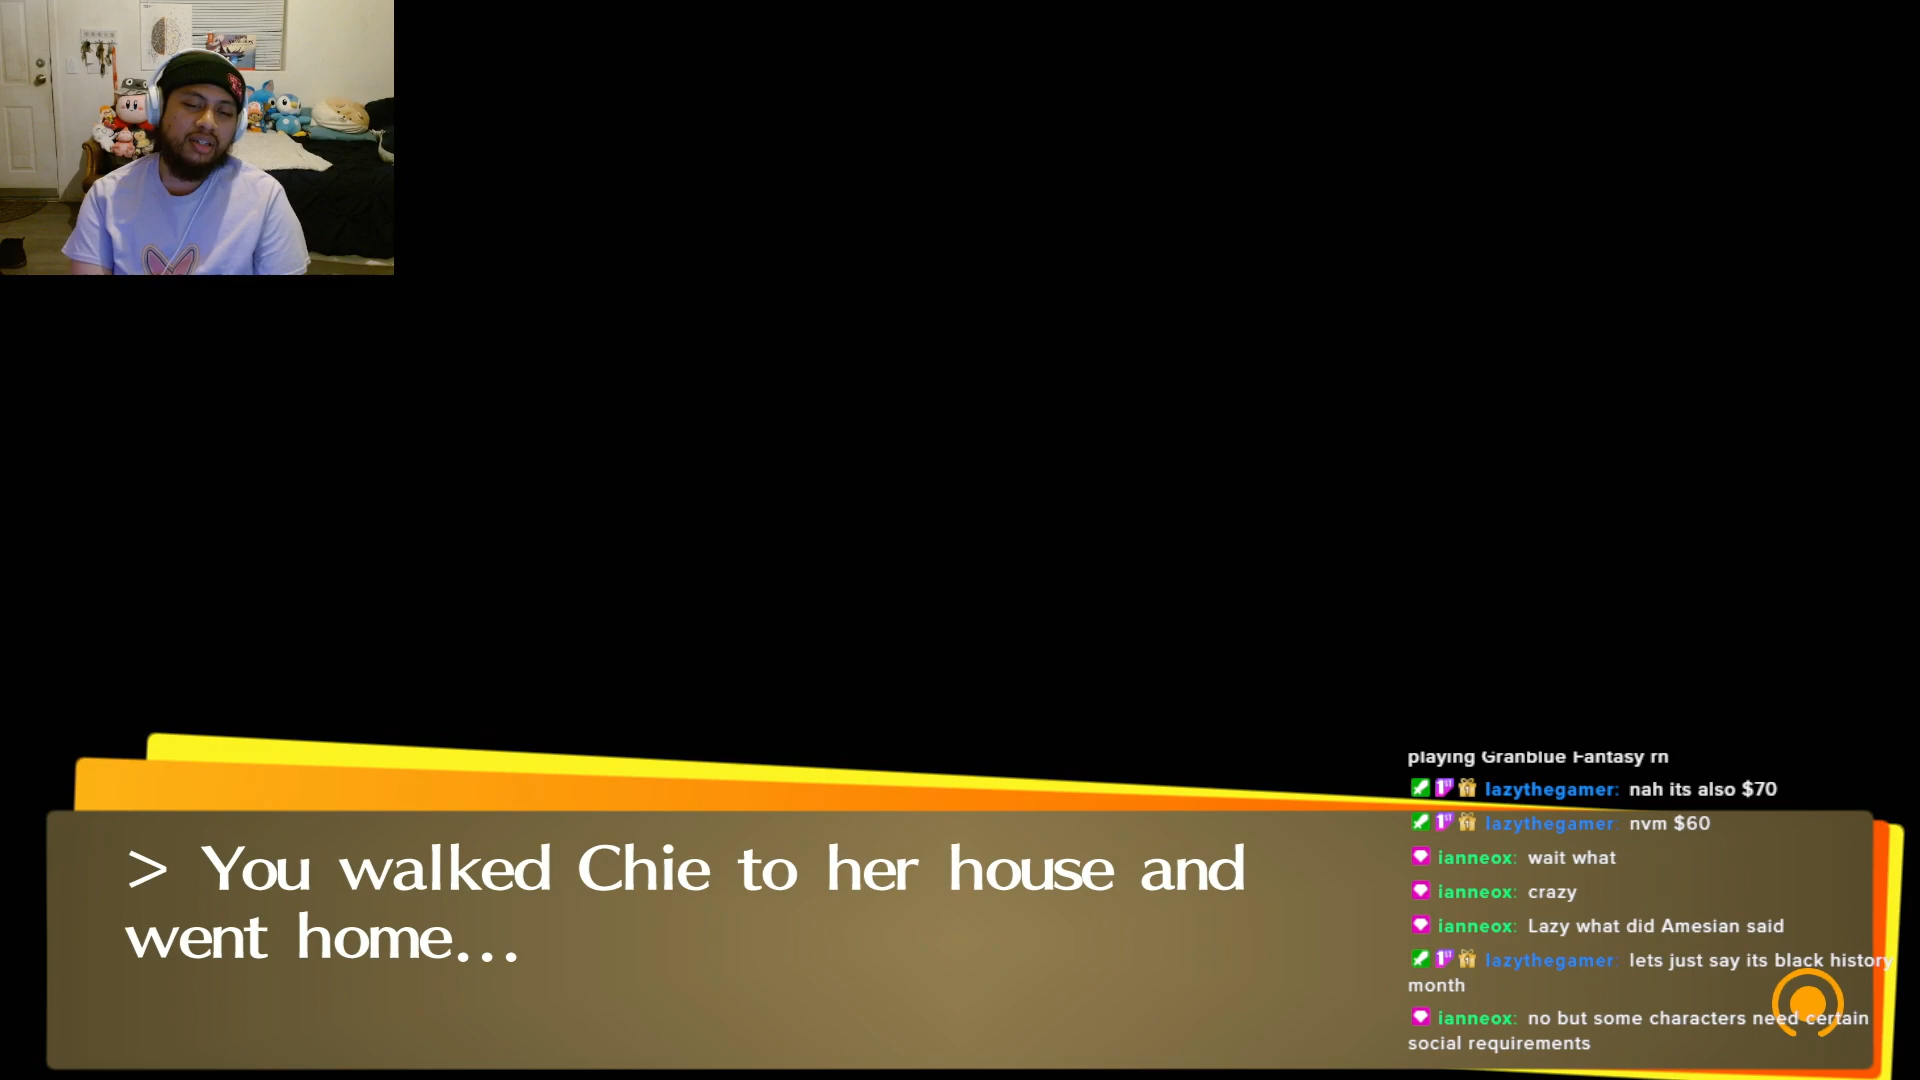 > You walked Chie to her house and
went home...
playing Granblue Fantasy rn
lazythegamer: nah its also $70
lazythegamer: nvm $60
ianneox: wait what
ianneox: crazy
ianneox: Lazy what did Amesian said
lazythegamer: lets just say its black history
month
ianneox: no but some characters need certain
social requirements